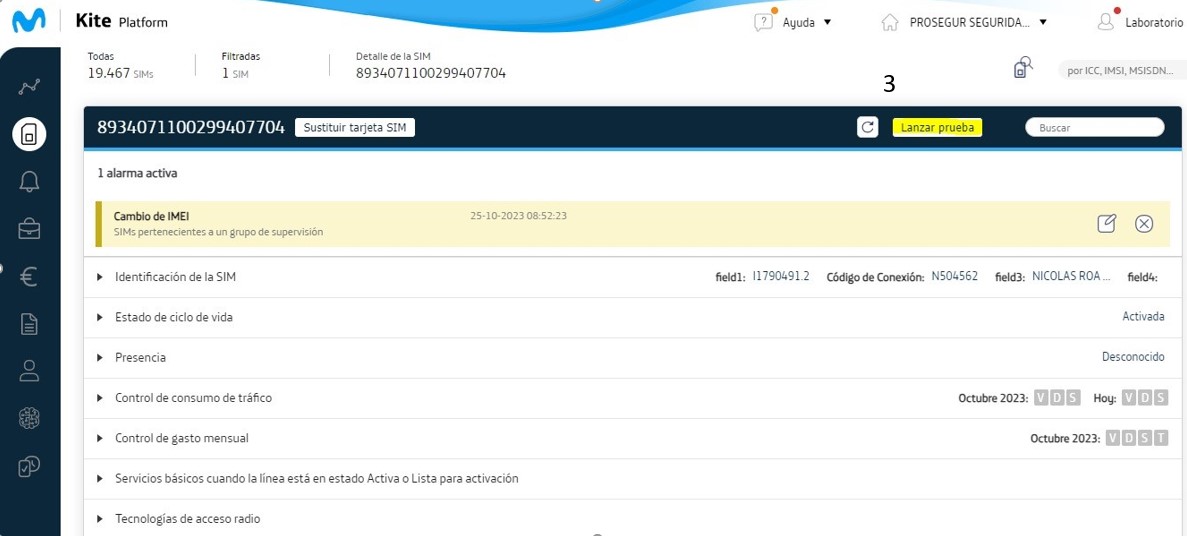 Kite Platform
? Ayuda
PROSEGUR SEGURIDA...
Laboratorio
Todas
19.467 SIMs
Filtradas
1 SIM
Detalle de la SIM
8934071100299407704
por ICC, IMSI, MSISDN...
3
8934071100299407704 Sustituir tarjeta SIM
Lanzar prueba
Buscar
1 alarma activa
Cambio de IMEI 25-10-2023 08:52:23
SIMs pertenecientes a un grupo de supervisión
Identificación de la SIM field1: I1790491.2 Código de Conexión: N504562 field3: NICOLAS ROA ... field4:
Estado de ciclo de vida Activada
Presencia Desconocido
Control de consumo de tráfico Octubre 2023: V D S Hoy: V D S
Control de gasto mensual Octubre 2023: V D S T
Servicios básicos cuando la línea está en estado Activa o Lista para activación
Tecnologías de acceso radio